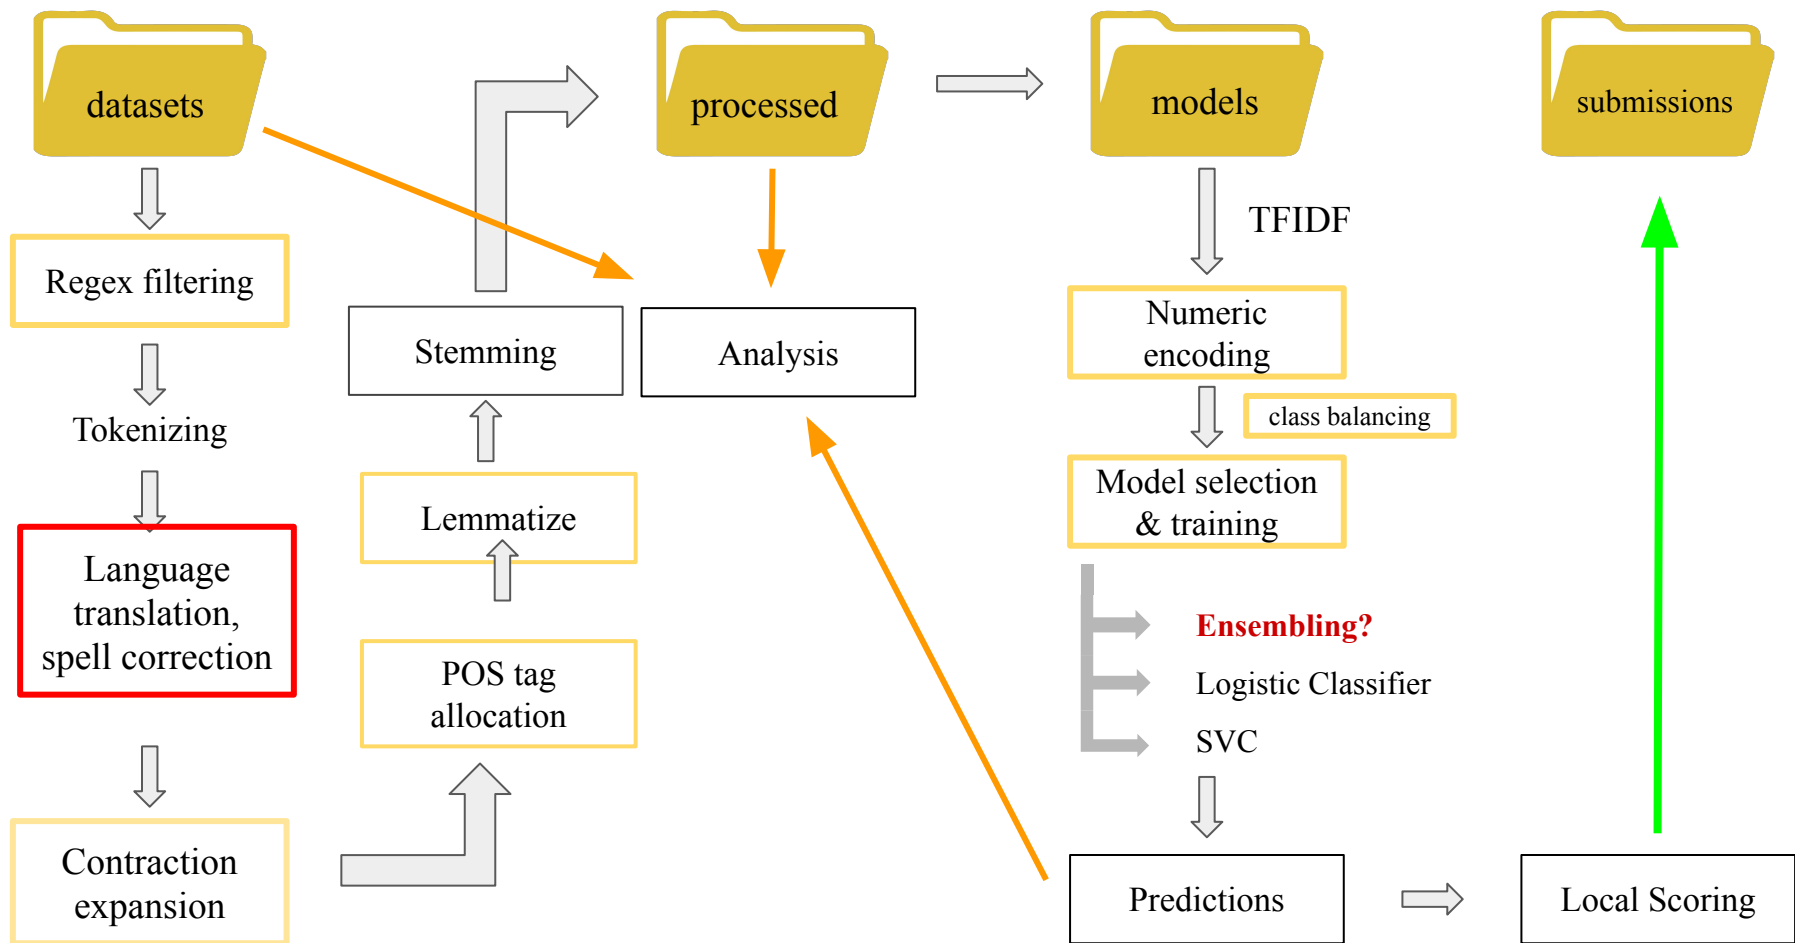 datasets
processed
models
submissions
Regex filtering
Tokenizing
Language
translation,
spell correction
Contraction
expansion
POS tag
allocation
Lemmatize
Stemming
Analysis
TFIDF
Numeric
encoding
class balancing
Model selection
& training
Ensembling?
Logistic Classifier
SVC
Predictions
Local Scoring